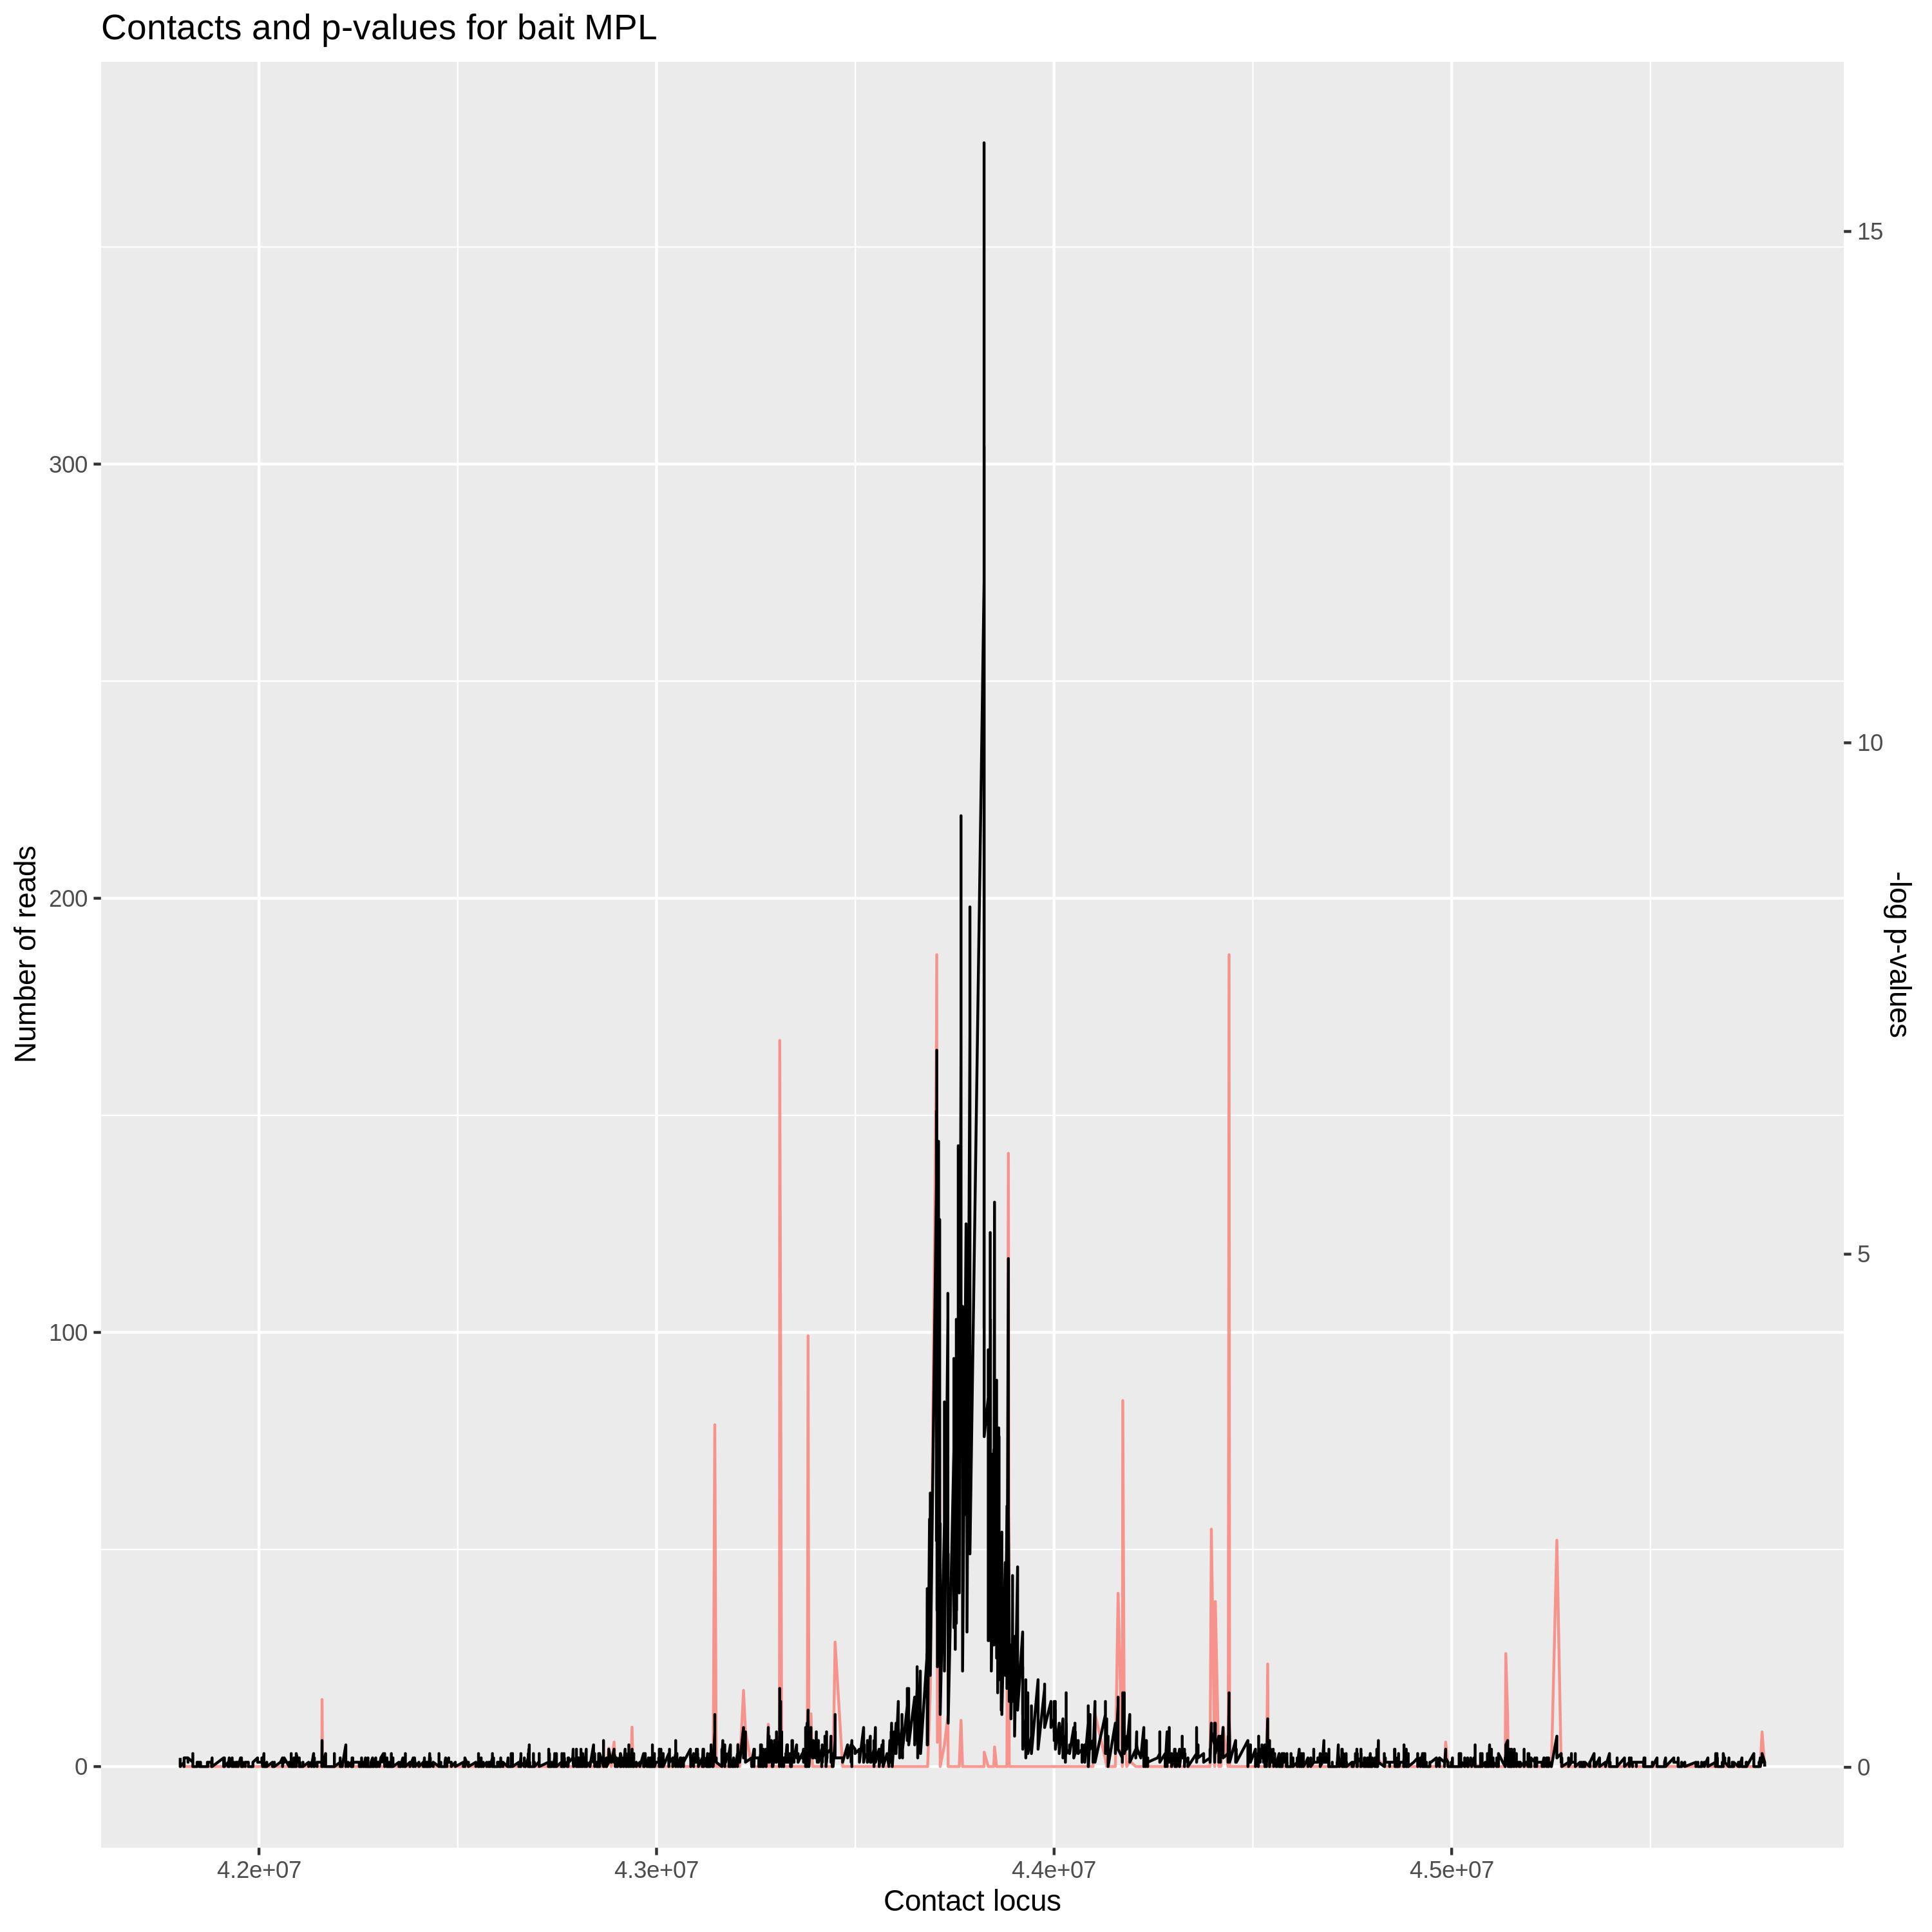 Contacts and p-values for bait MPL
Number of reads
300
200
100
0
15
10
5
0
-log p-values
4.2e+07
4.3e+07
4.4e+07
4.5e+07
Contact locus